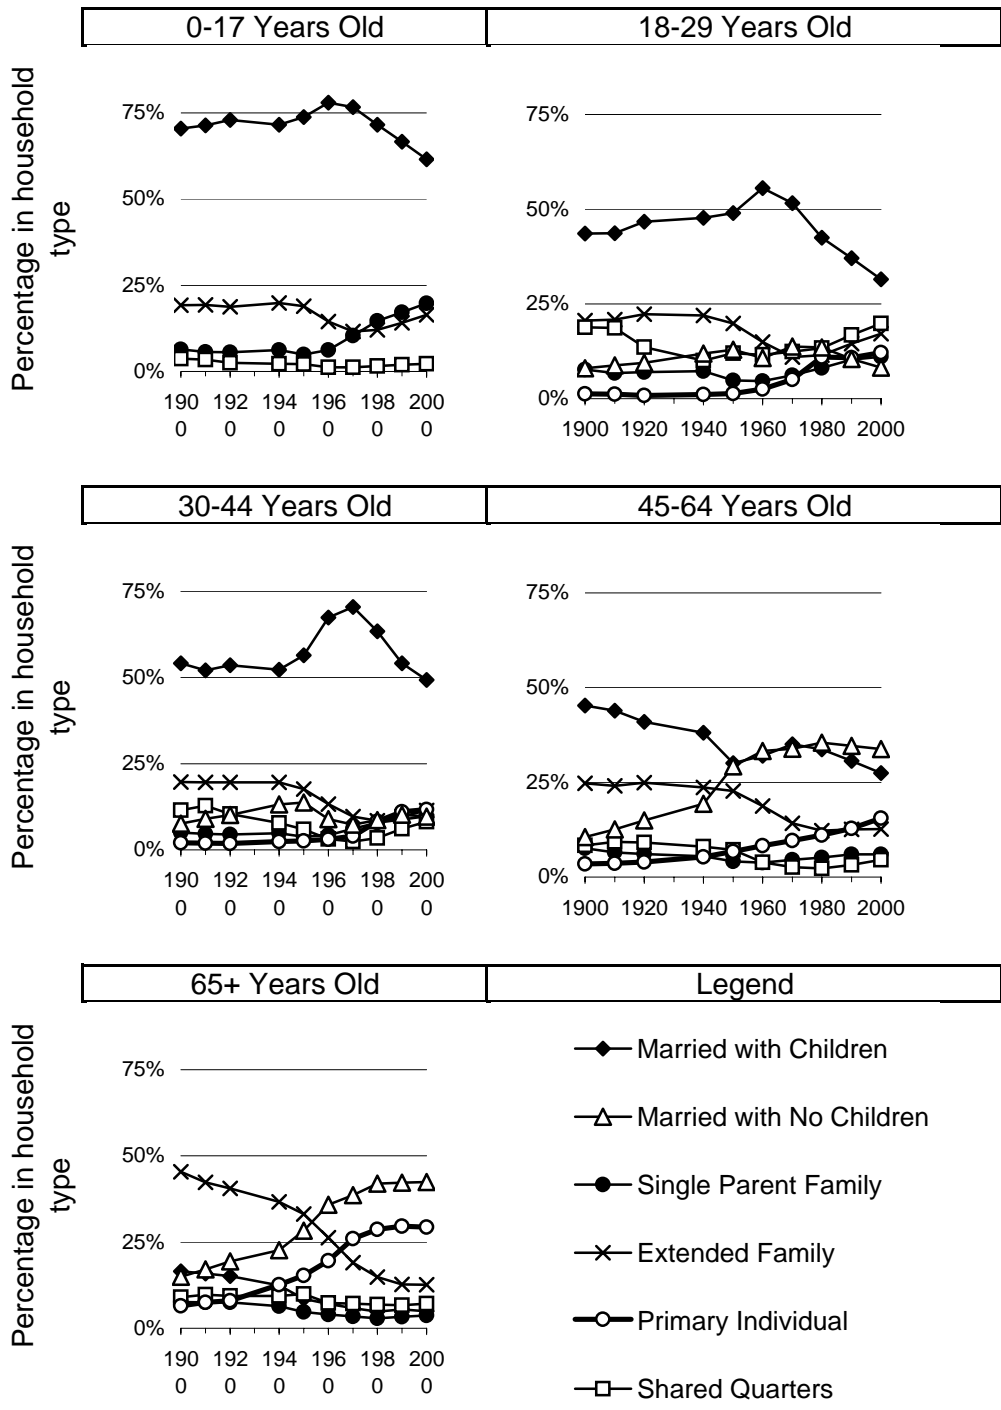 0-17 Years Old
18-29 Years Old
Percentage in household
type
75%
50%
25%
0%
190 192 194 196 198 200
0 0 0 0 0 0
75%
50%
25%
0%
1900 1920 1940 1960 1980 2000
30-44 Years Old
45-64 Years Old
Percentage in household
type
75%
50%
25%
0%
190 192 194 196 198 200
0 0 0 0 0 0
75%
50%
25%
0%
1900 1920 1940 1960 1980 2000
65+ Years Old
Legend
Percentage in household
type
75%
50%
25%
0%
190 192 194 196 198 200
0 0 0 0 0 0
Married with Children
Married with No Children
Single Parent Family
Extended Family
Primary Individual
Shared Quarters